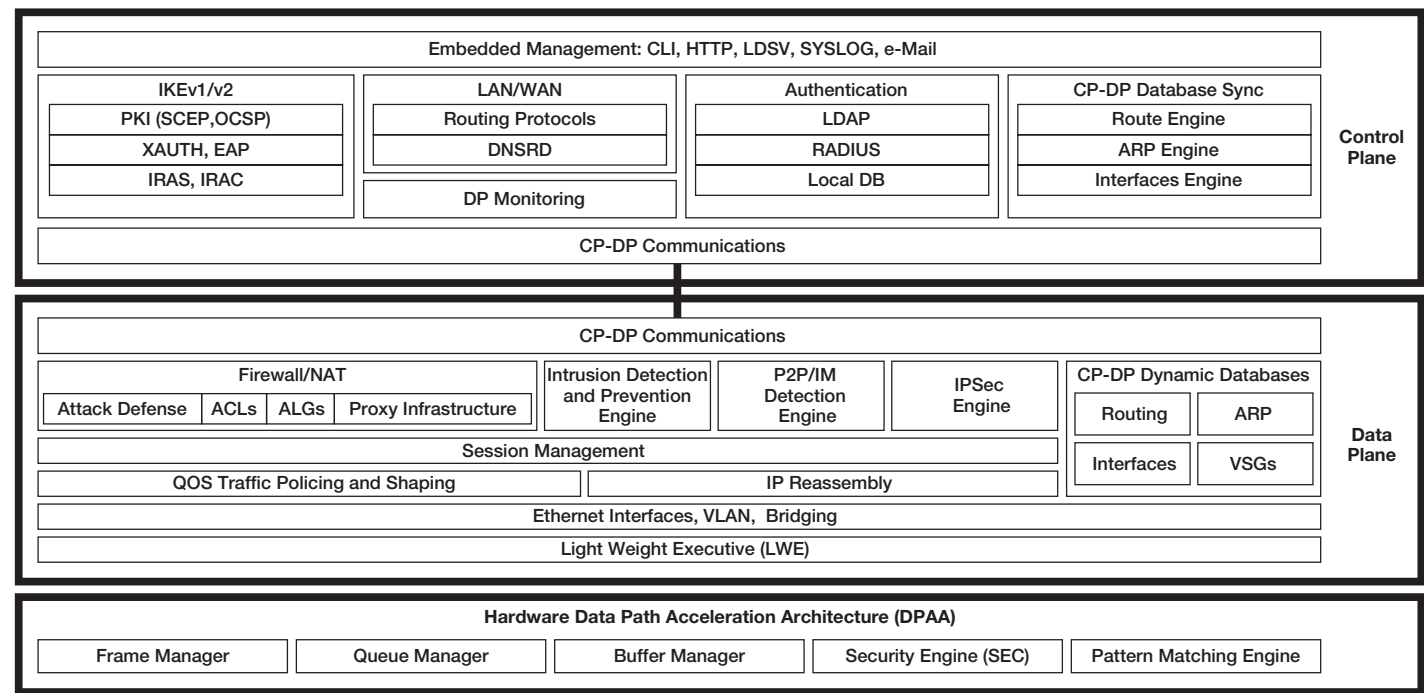 Embedded Management: CLI, HTTP, LDSV, SYSLOG, e-Mail
IKEv1/v2
PKI (SCEP,OCSP)
XAUTH, EAP
IRAS, IRAC
LAN/WAN
Routing Protocols
DNSRD
DP Monitoring
Authentication
LDAP
RADIUS
Local DB
CP-DP Database Sync
Route Engine
ARP Engine
Interfaces Engine
CP-DP Communications
Control
Plane
CP-DP Communications
Firewall/NAT
Attack Defense
ACLs
ALGs
Proxy Infrastructure
Intrusion Detection
and Prevention
Engine
P2P/IM
Detection
Engine
IPSec
Engine
CP-DP Dynamic Databases
Routing
ARP
Interfaces
VSGs
Session Management
QOS Traffic Policing and Shaping
IP Reassembly
Ethernet Interfaces, VLAN, Bridging
Light Weight Executive (LWE)
Data
Plane
Hardware Data Path Acceleration Architecture (DPAA)
Frame Manager
Queue Manager
Buffer Manager
Security Engine (SEC)
Pattern Matching Engine